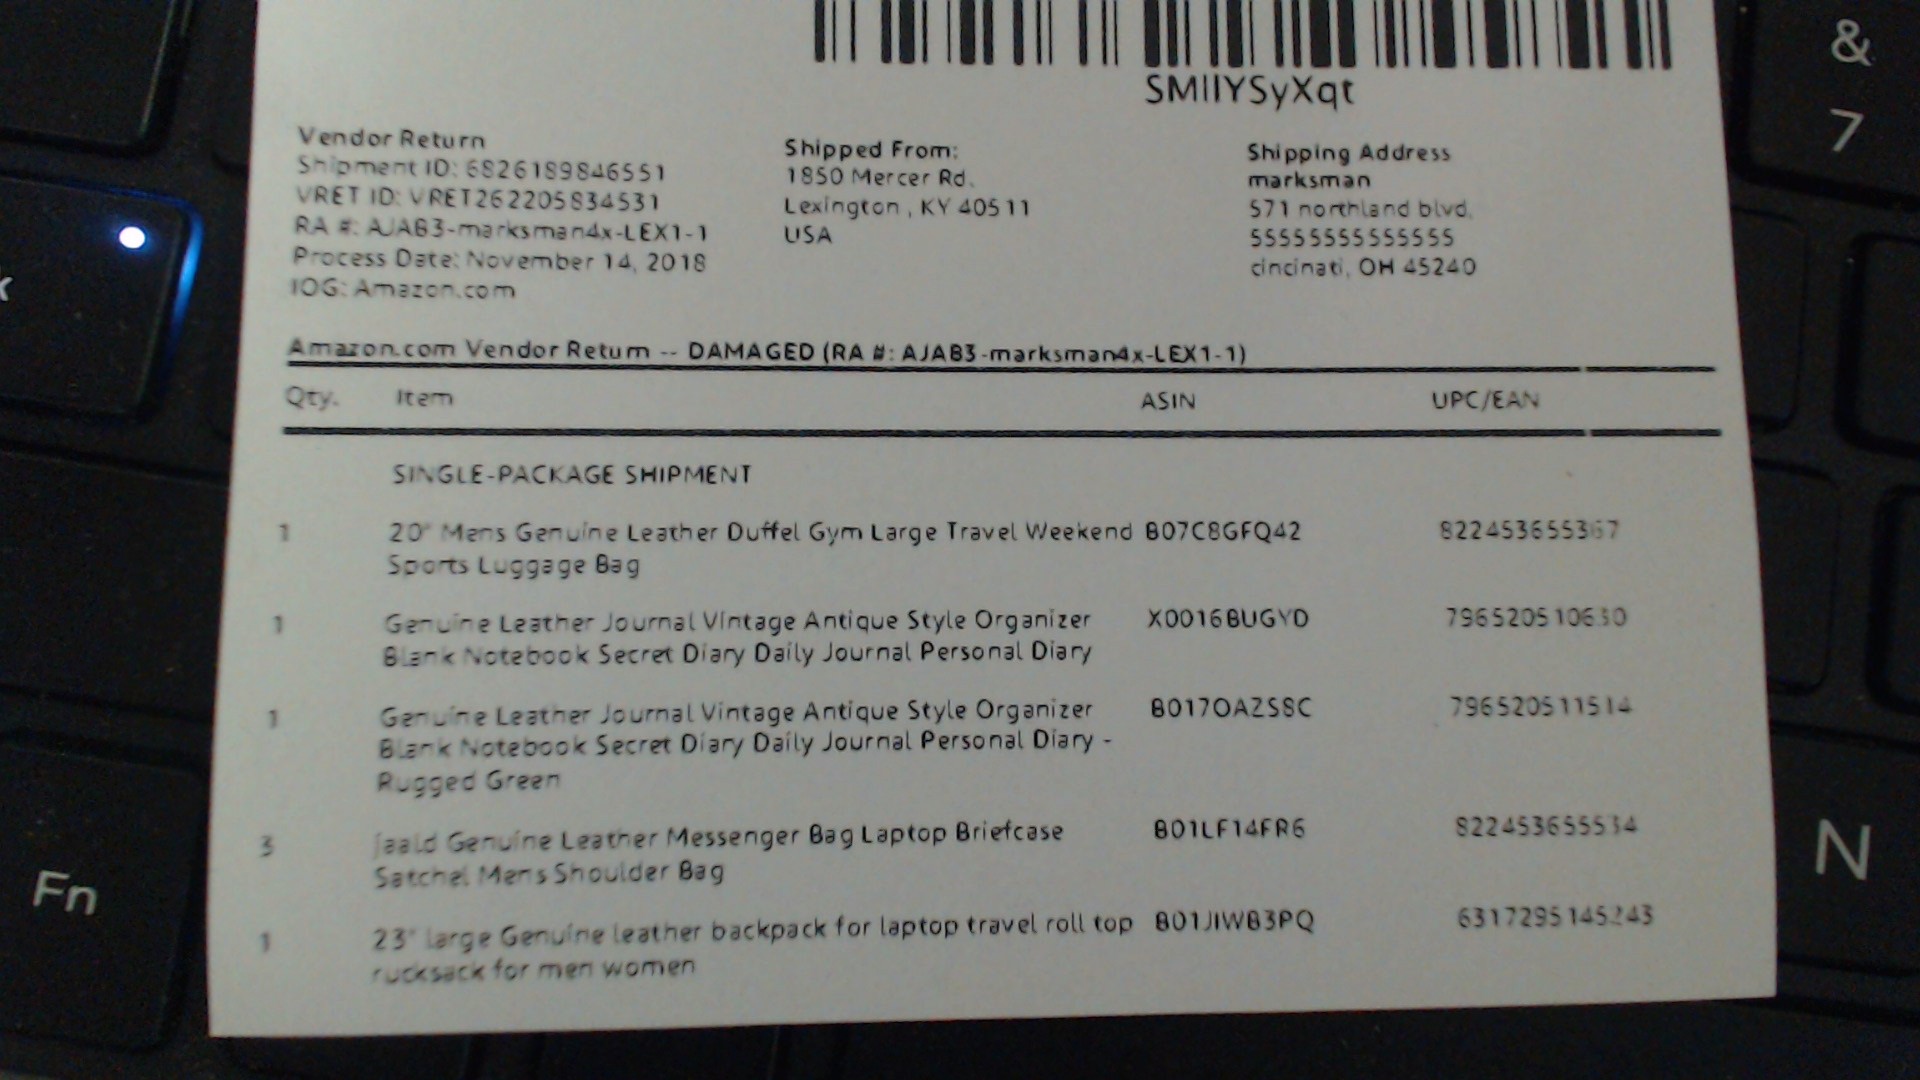 SMIIYSyXqt
Vendor Return
Shipment ID: 6826189846551
VRET ID: VRET262205834531
RA #: AJAB3-marksman4x-LEX1-1
Process Date: November 14, 2018
IOG: Amazon.com
Shipped From:
1850 Mercer Rd.
Lexington , KY 40511
USA
Shipping Address
marksman
571 northland blvd.
55555555555555
cincinati, OH 45240
Amazon.com Vendor Return -- DAMAGED (RA #: AJAB3-marksman4x-LEX1-1)
Qty. Item ASIN UPC/EAN
SINGLE-PACKAGE SHIPMENT
1 20" Mens Genuine Leather Duffel Gym Large Travel Weekend B07C8GFQ42 822453655367
Sports Luggage Bag
1 Genuine Leather Journal Vintage Antique Style Organizer X0016BUGYD 796520510630
Blank Notebook Secret Diary Daily Journal Personal Diary
1 Genuine Leather Journal Vintage Antique Style Organizer B017OAZS8C 796520511514
Blank Notebook Secret Diary Daily Journal Personal Diary -
Rugged Green
3 jaald Genuine Leather Messenger Bag Laptop Briefcase B01LF14FR6 822453655534
Satchel Mens Shoulder Bag
1 23" large Genuine leather backpack for laptop travel roll top B01JIWB3PQ 6317295145243
rucksack for men women
&
7
N
Fn